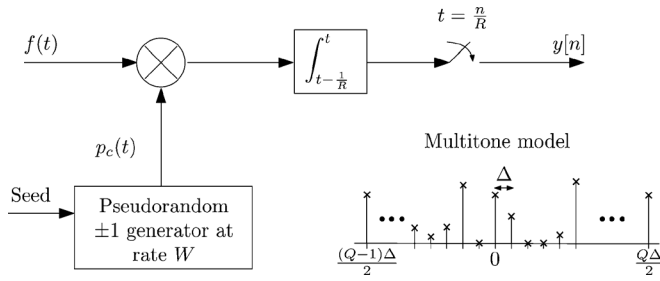 t = n/R
f(t)
∫_{t−1/R}^{t}
y[n]
p_c(t)
Multitone model
Δ
Seed
Pseudorandom
±1 generator at
rate W
(Q−1)Δ/2
0
QΔ/2